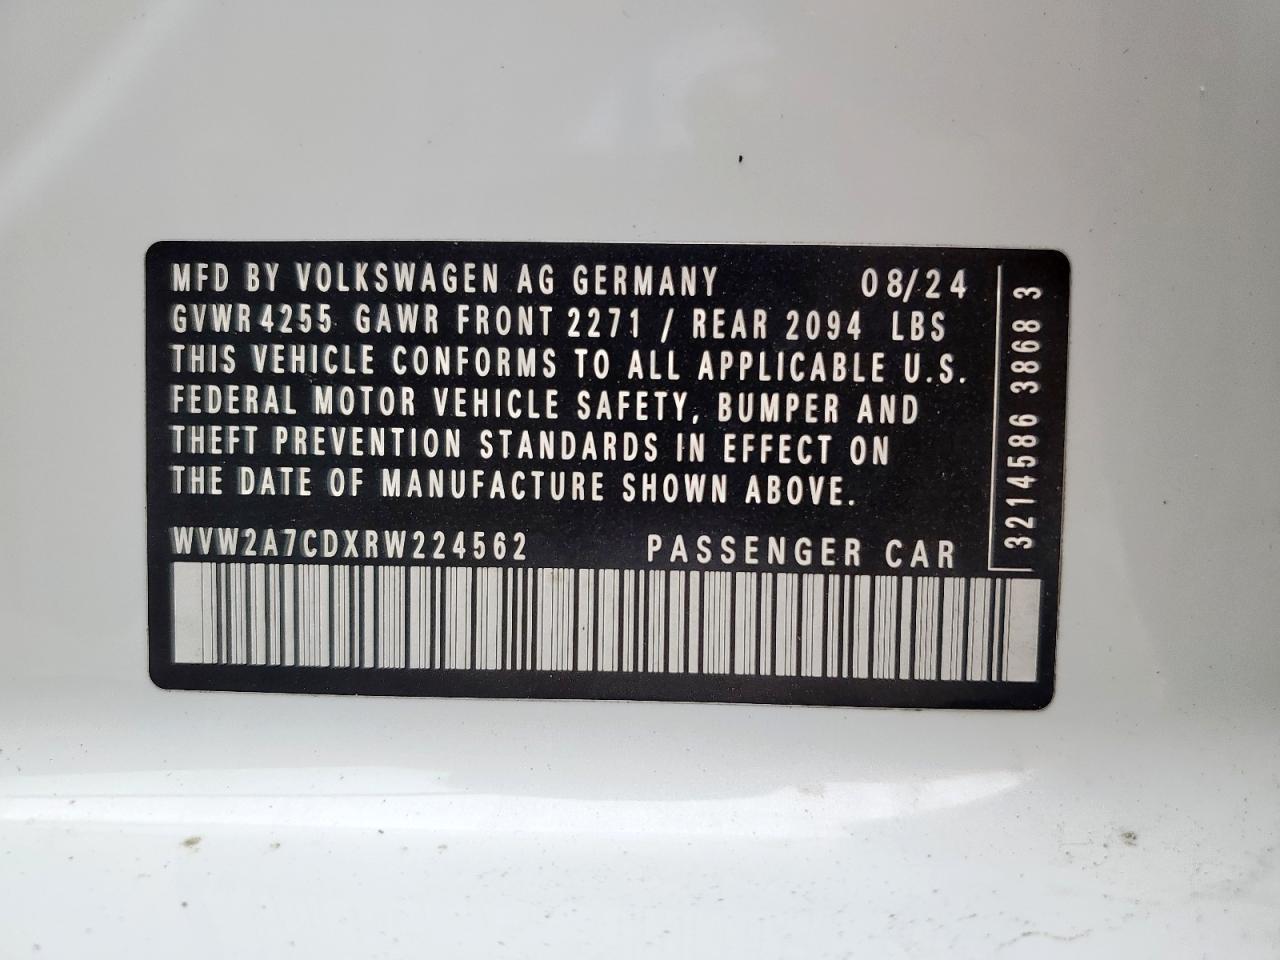 MFD BY VOLKSWAGEN AG GERMANY 08/24
GVWR 4255 GAWR FRONT 2271 / REAR 2094 LBS
THIS VEHICLE CONFORMS TO ALL APPLICABLE U.S.
FEDERAL MOTOR VEHICLE SAFETY, BUMPER AND
THEFT PREVENTION STANDARDS IN EFFECT ON
THE DATE OF MANUFACTURE SHOWN ABOVE.
WVW2A7CDXRW224562 PASSENGER CAR
3214586 3868 3